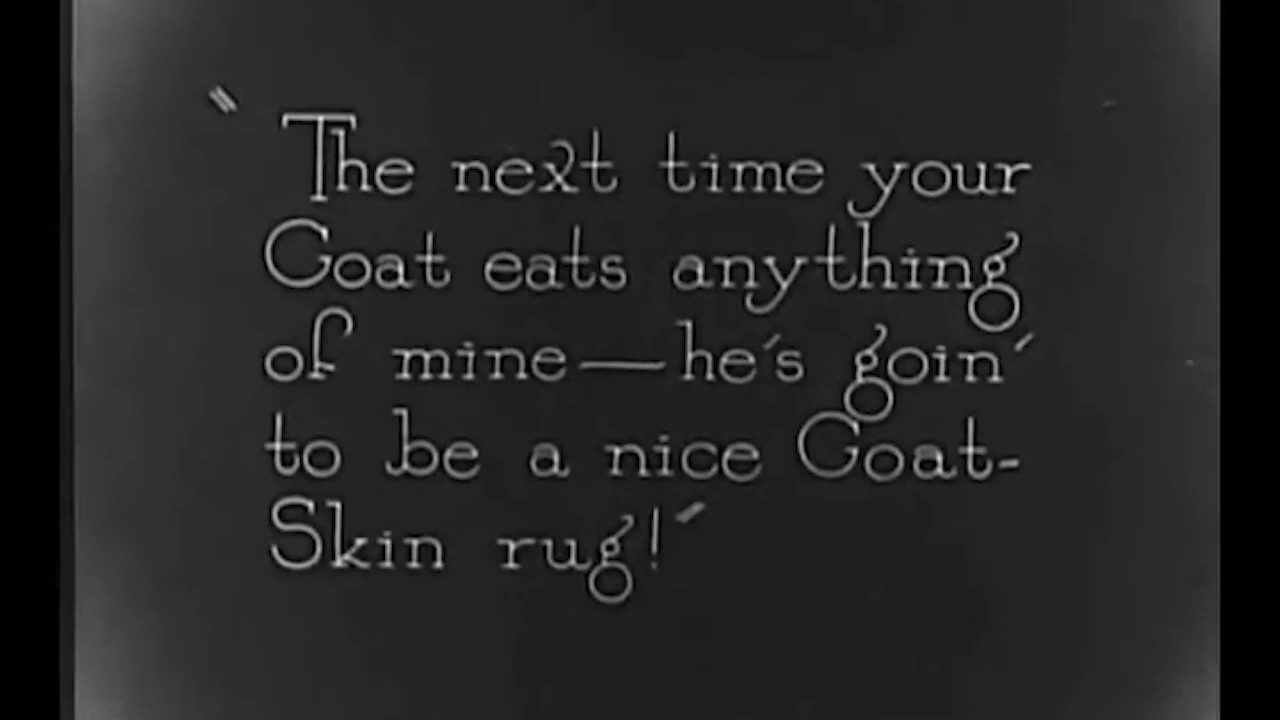 "The next time your
Goat eats anything
of mine—he's goin'
to be a nice Goat-
Skin rug!"